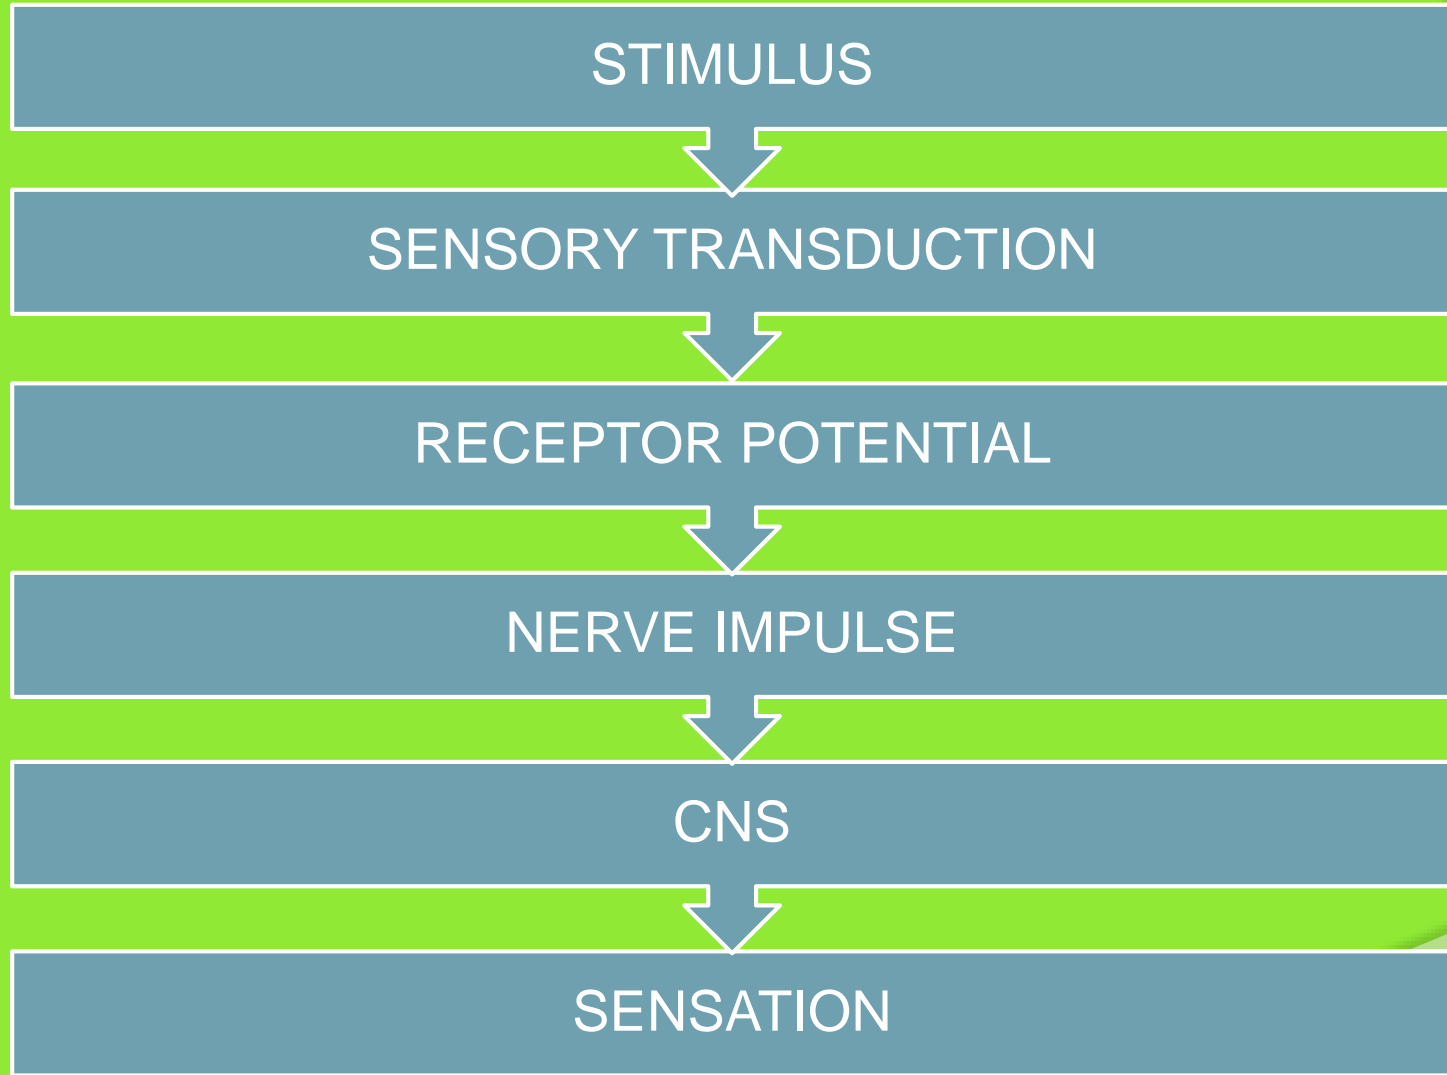 STIMULUS
SENSORY TRANSDUCTION
RECEPTOR POTENTIAL
NERVE IMPULSE
CNS
SENSATION